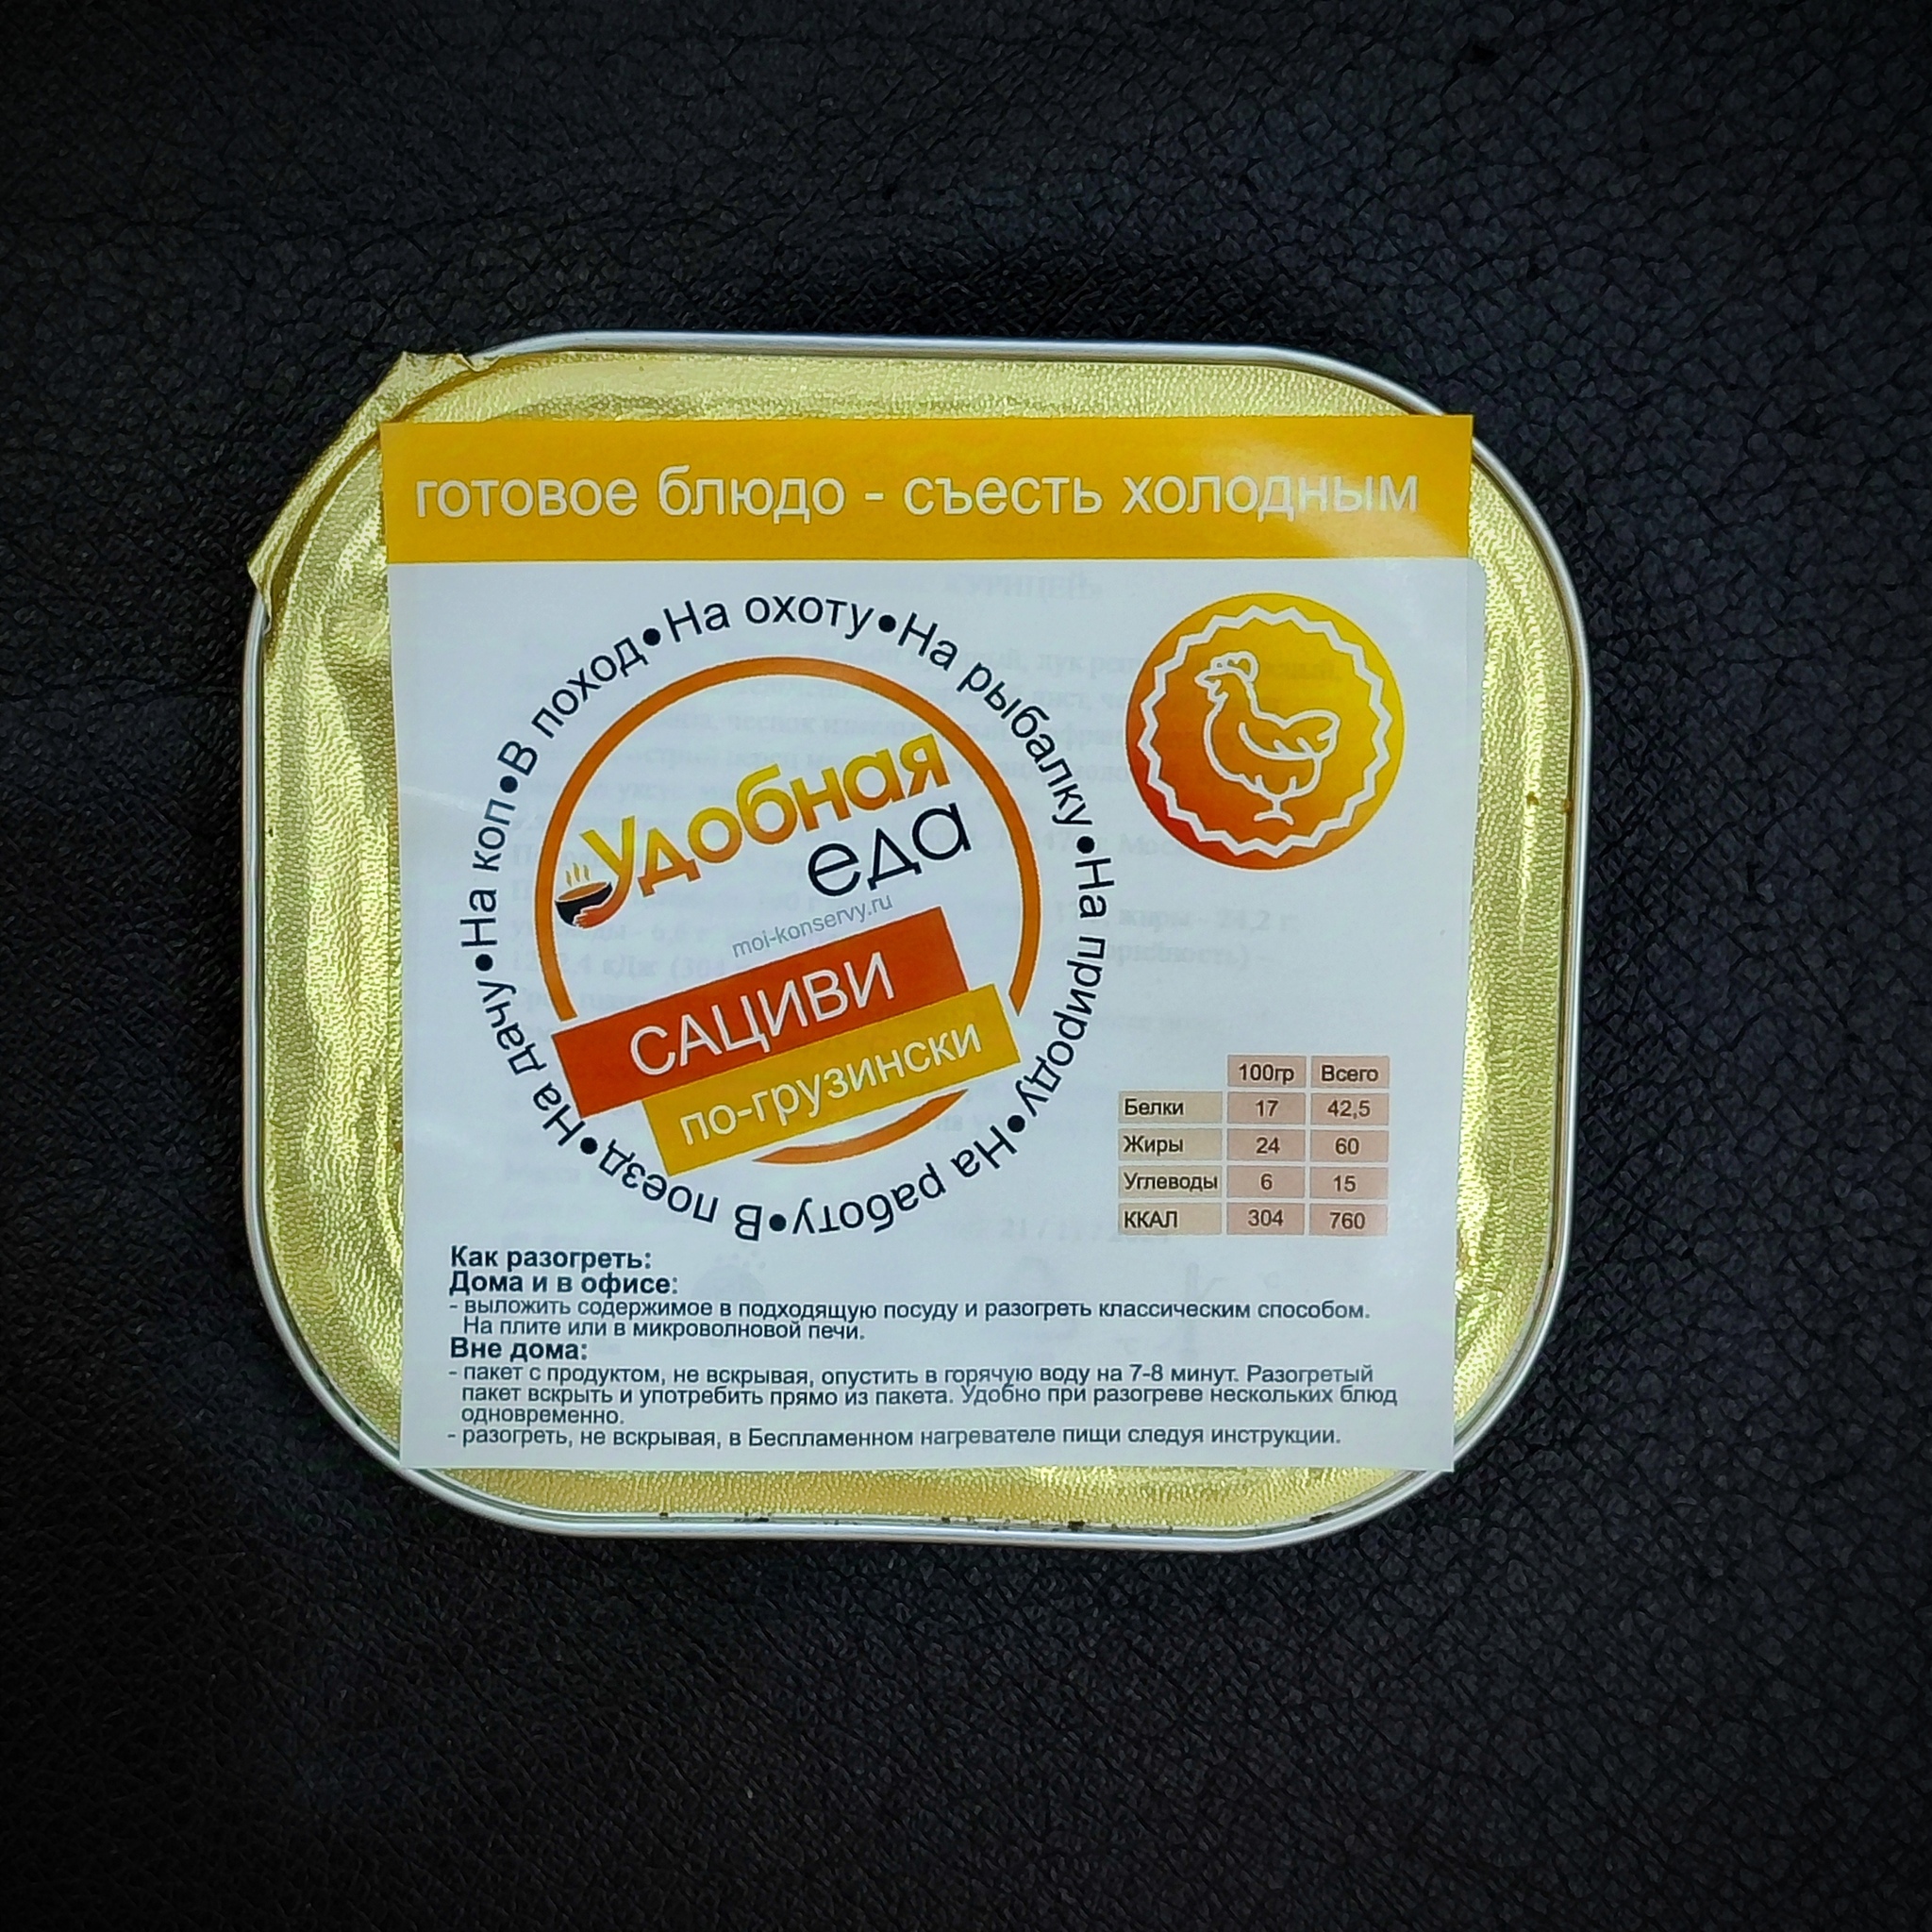 готовое блюдо - съесть холодным
В поход•На охоту•На рыбалку•На природу•На работу•В поезд•На дачу•На коп•
Удобная
еда
moi-konservy.ru
САЦИВИ
по-грузински
100гр Всего
Белки 17 42,5
Жиры 24 60
Углеводы 6 15
ККАЛ 304 760
Как разогреть:
Дома и в офисе:
- выложить содержимое в подходящую посуду и разогреть классическим способом.
На плите или в микроволновой печи.
Вне дома:
- пакет с продуктом, не вскрывая, опустить в горячую воду на 7-8 минут. Разогретый
пакет вскрыть и употребить прямо из пакета. Удобно при разогреве нескольких блюд
одновременно.
- разогреть, не вскрывая, в Беспламенном нагревателе пищи следуя инструкции.